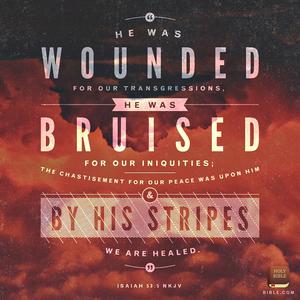 “
HE WAS
WOUNDED
FOR OUR TRANSGRESSIONS,
HE WAS
BRUISED
FOR OUR INIQUITIES;
THE CHASTISEMENT FOR OUR PEACE WAS UPON HIM
&
BY HIS STRIPES
WE ARE HEALED.
”
ISAIAH 53:5 NKJV
HOLY BIBLE
BIBLE.COM